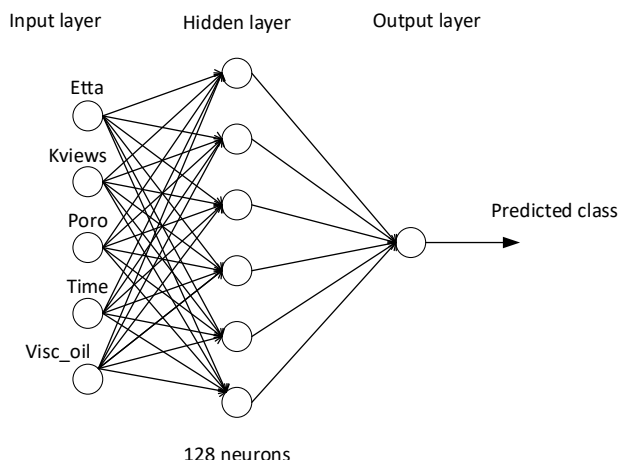 Input layer
Hidden layer
Output layer
Etta
Kviews
Poro
Time
Visc_oil
Predicted class
128 neurons